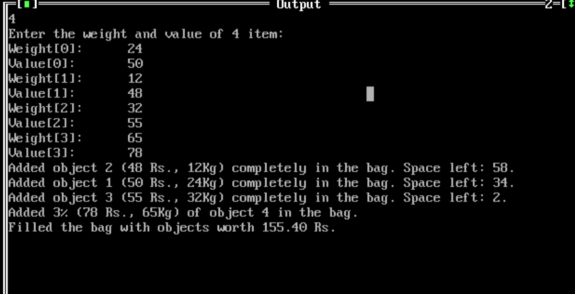 Output
2
4
Enter the weight and value of 4 item:
Weight[0]: 24
Value[0]: 50
Weight[1]: 12
Value[1]: 48
Weight[2]: 32
Value[2]: 55
Weight[3]: 65
Value[3]: 78
Added object 2 (48 Rs., 12Kg) completely in the bag. Space left: 58.
Added object 1 (50 Rs., 24Kg) completely in the bag. Space left: 34.
Added object 3 (55 Rs., 32Kg) completely in the bag. Space left: 2.
Added 3% (78 Rs., 65Kg) of object 4 in the bag.
Filled the bag with objects worth 155.40 Rs.